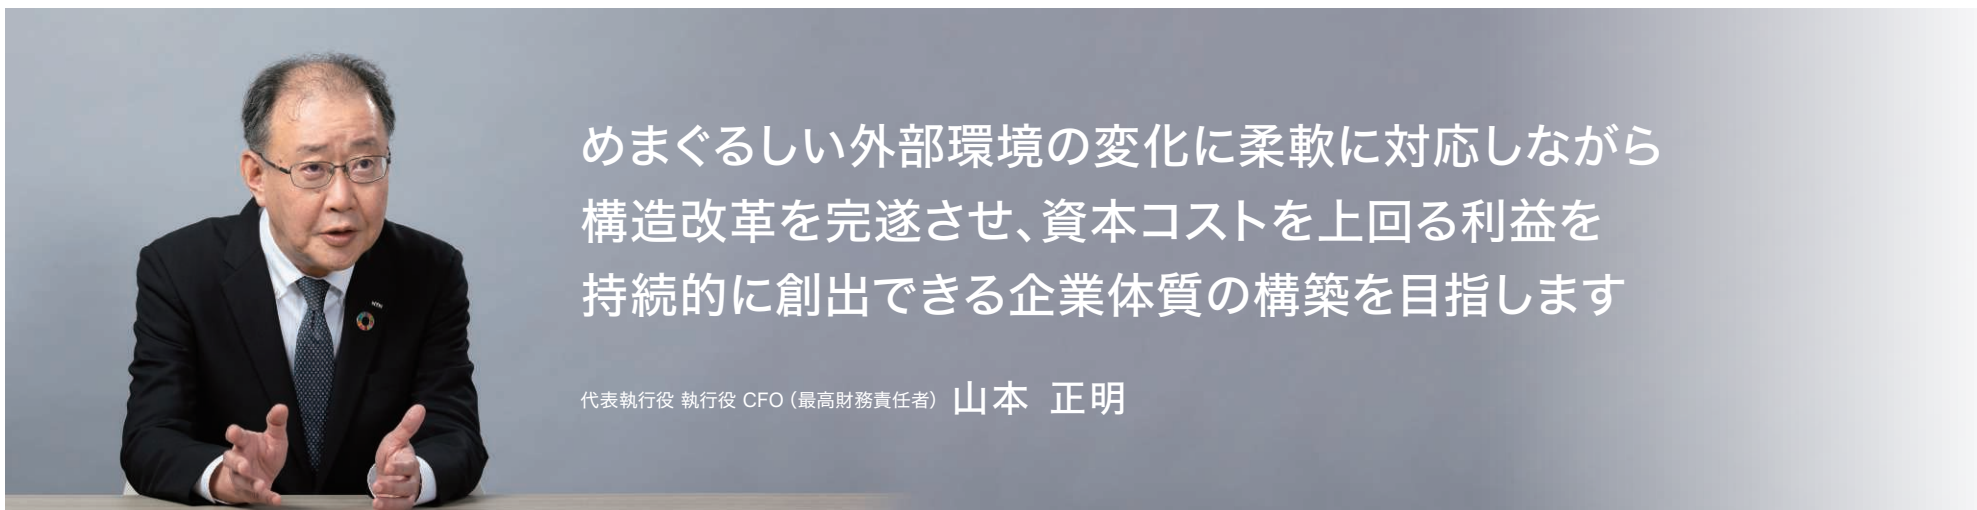 めまぐるしい外部環境の変化に柔軟に対応しながら
構造改革を完遂させ、資本コストを上回る利益を
持続的に創出できる企業体質の構築を目指します
代表執行役 執行役 CFO（最高財務責任者） 山本 正明